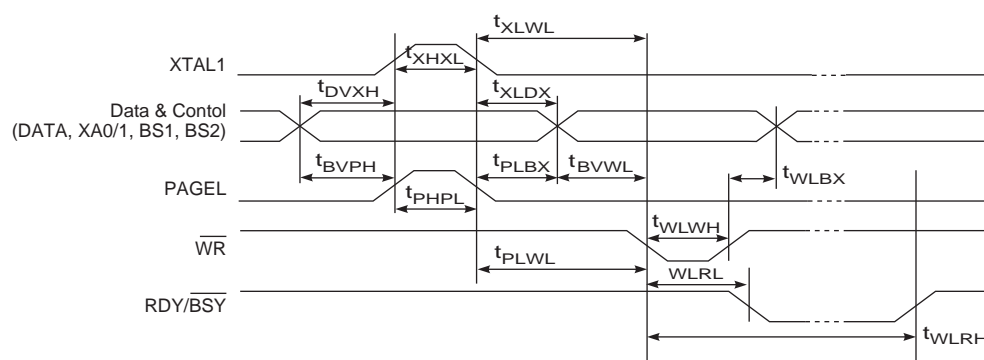 tXLWL
XTAL1
tXHXL
tDVXH
tXLDX
Data & Contol
(DATA, XA0/1, BS1, BS2)
tBVPH
tPLBX
tBVWL
tWLBX
PAGEL
tPHPL
tWLWH
WR
tPLWL
WLRL
RDY/BSY
tWLRH